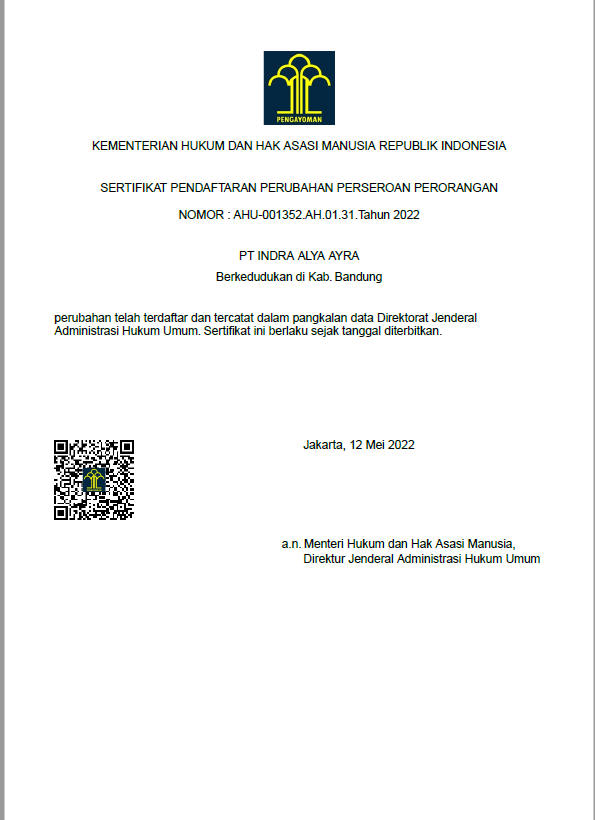 PENGAYOMAN
KEMENTERIAN HUKUM DAN HAK ASASI MANUSIA REPUBLIK INDONESIA
SERTIFIKAT PENDAFTARAN PERUBAHAN PERSEROAN PERORANGAN
NOMOR : AHU-001352.AH.01.31.Tahun 2022
PT INDRA ALYA AYRA
Berkedudukan di Kab. Bandung
perubahan telah terdaftar dan tercatat dalam pangkalan data Direktorat Jenderal
Administrasi Hukum Umum. Sertifikat ini berlaku sejak tanggal diterbitkan.
Jakarta, 12 Mei 2022
a.n. Menteri Hukum dan Hak Asasi Manusia,
Direktur Jenderal Administrasi Hukum Umum